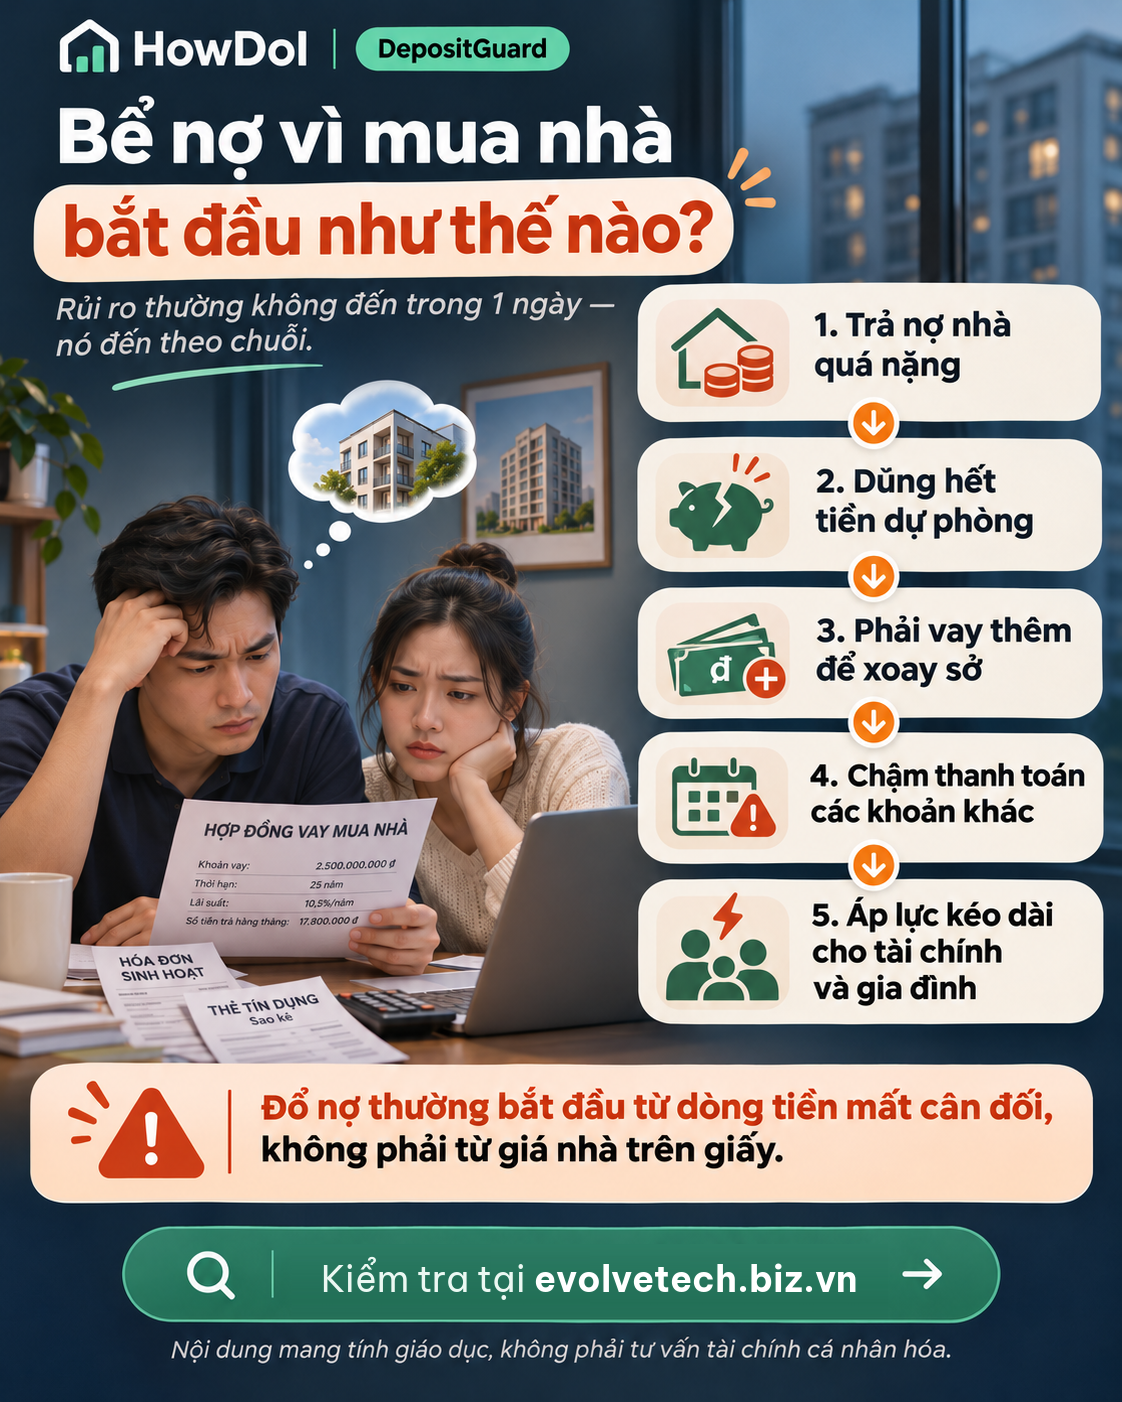 HowDoI
DepositGuard
Bể nợ vì mua nhà
bắt đầu như thế nào?
Rủi ro thường không đến trong 1 ngày —
nó đến theo chuỗi.
1. Trả nợ nhà
quá nặng
2. Dũng hết
tiền dự phòng
3. Phải vay thêm
để xoay sở
đ
4. Chậm thanh toán
các khoản khác
5. Áp lực kéo dài
cho tài chính
và gia đình
HỢP ĐỒNG VAY MUA NHÀ
Khoản vay: 2.500.000.000 ₫
Thời hạn: 25 năm
Lãi suất: 10,5%/năm
Số tiền trả hàng tháng: 17.800.000 ₫
HÓA ĐƠN
SINH HOẠT
THẺ TÍN DỤNG
Sao kê
Đổ nợ thường bắt đầu từ dòng tiền mất cân đối,
không phải từ giá nhà trên giấy.
Kiểm tra tại evolvetech.biz.vn
Nội dung mang tính giáo dục, không phải tư vấn tài chính cá nhân hóa.